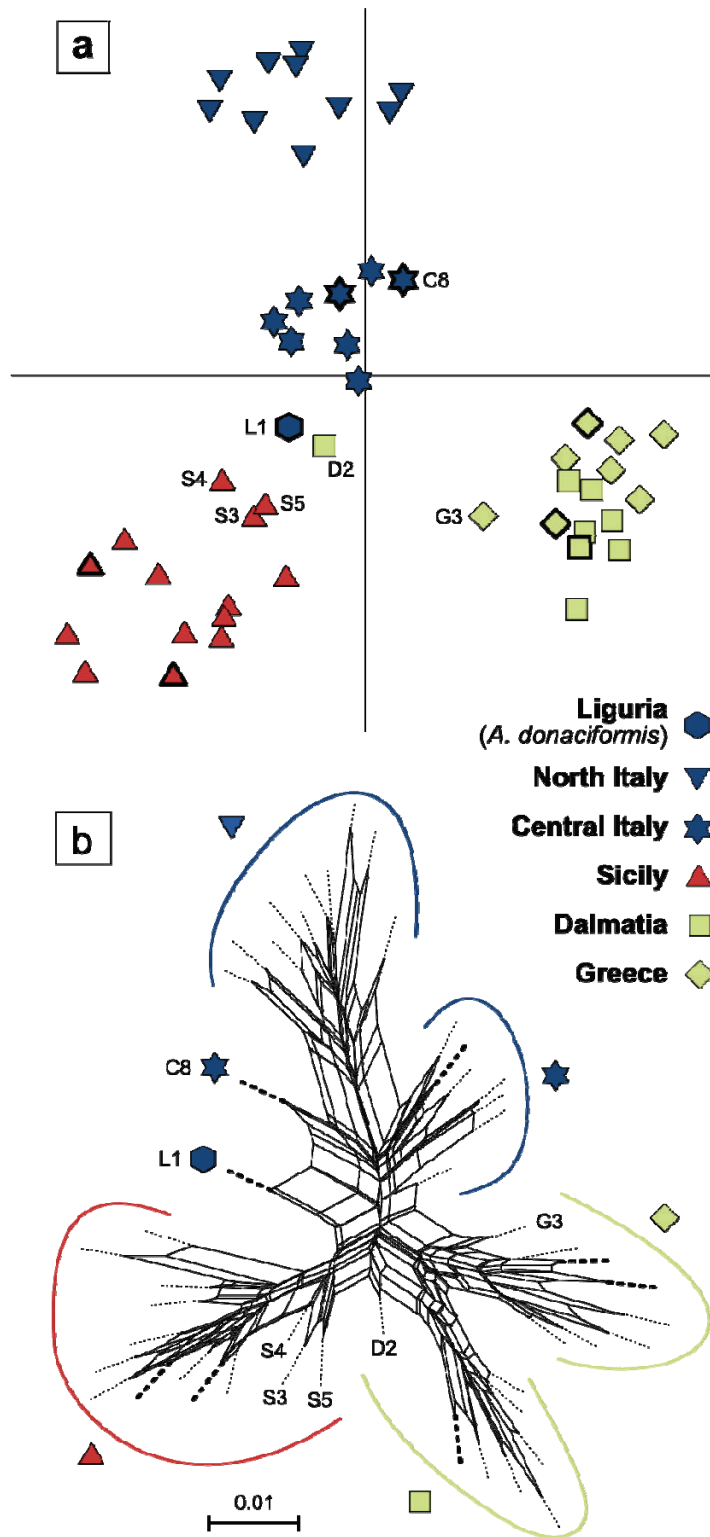 a
C8
L1
D2
S4
S5
S3
G3
Liguria
(A. donaciformis)
North Italy
Central Italy
Sicily
Dalmatia
Greece
b
C8
L1
G3
S4
D2
S3
S5
0.01